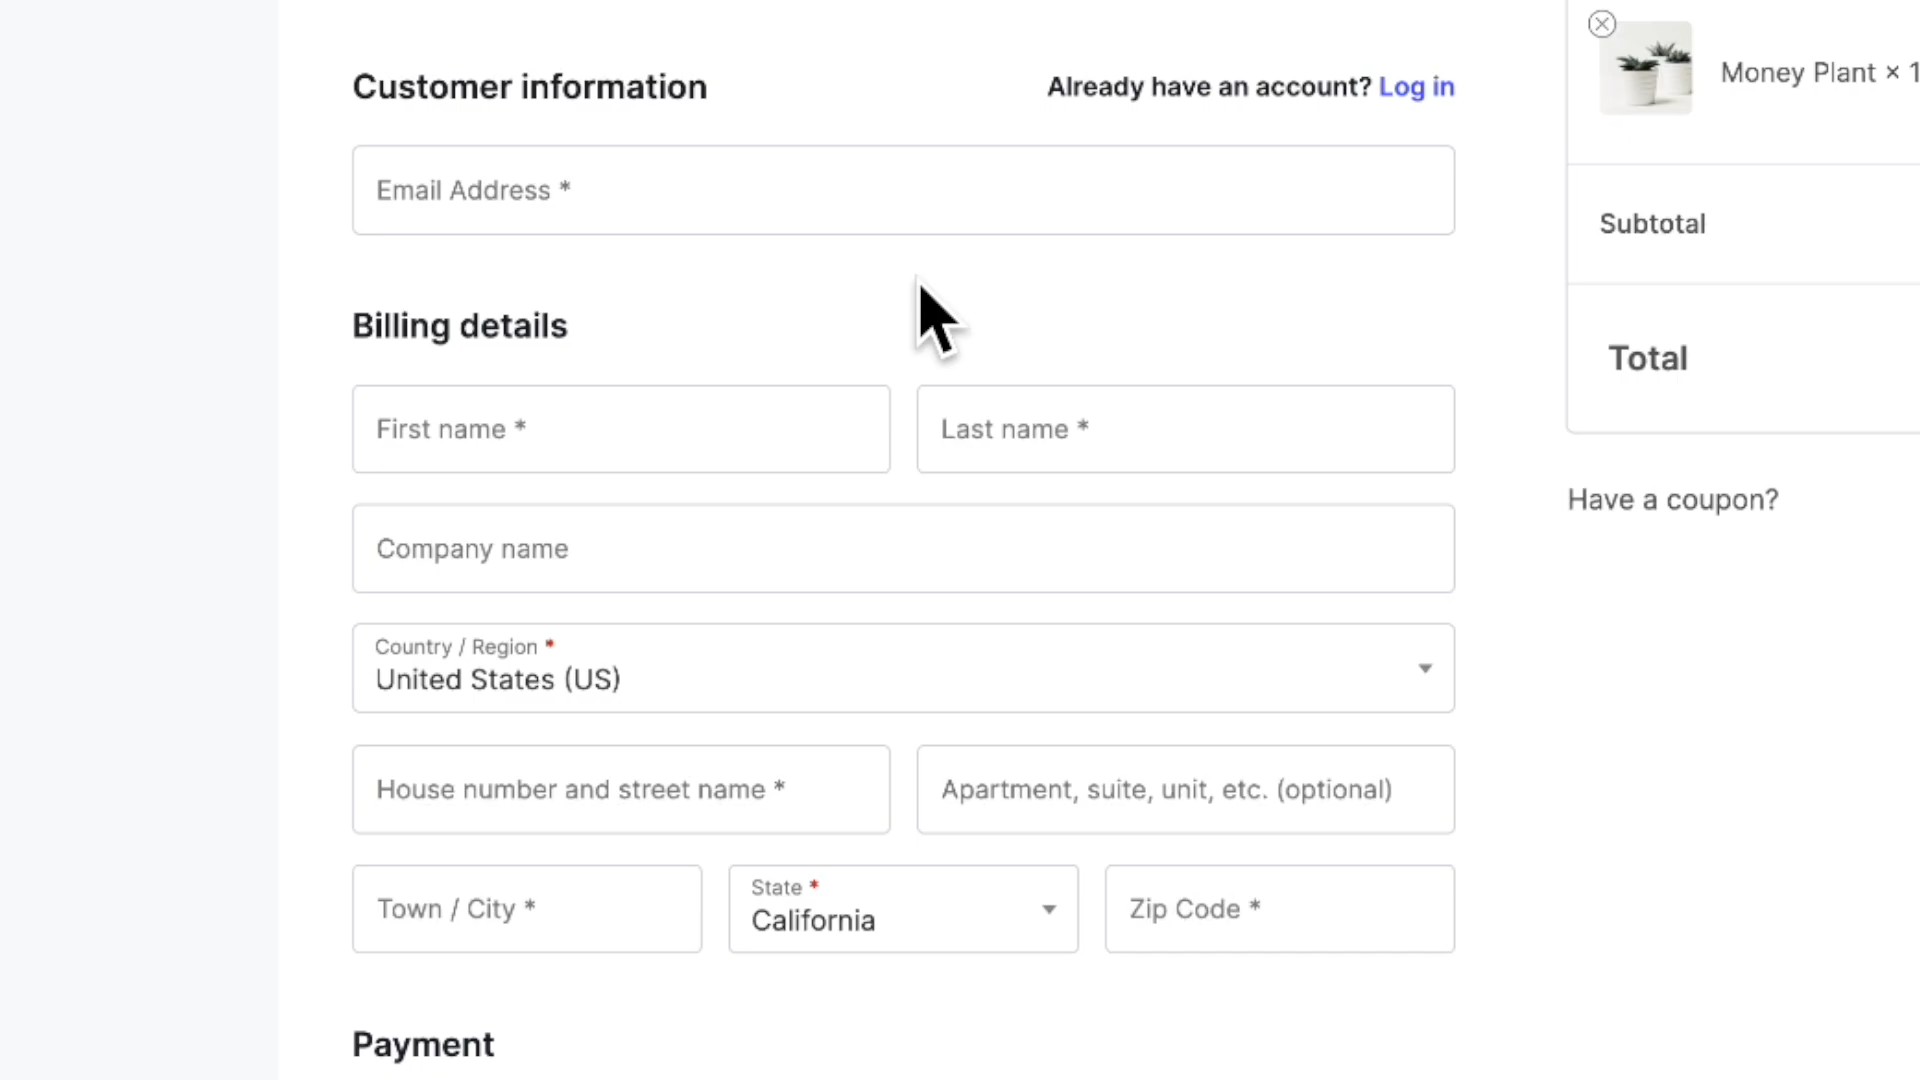 Customer information
Already have an account? Log in
Email Address *
Billing details
First name *
Last name *
Company name
Country / Region *
United States (US)
House number and street name *
Apartment, suite, unit, etc. (optional)
Town / City *
State *
California
Zip Code *
Payment
Money Plant × 1
Subtotal
Total
Have a coupon?